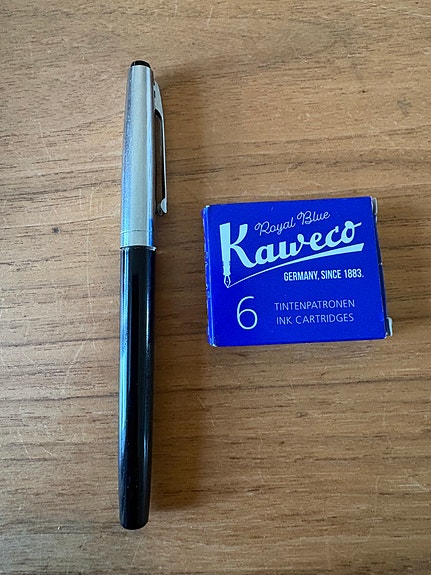 Royal Blue
Kaweco
GERMANY, SINCE 1883.
6
TINTENPATRONEN
INK CARTRIDGES